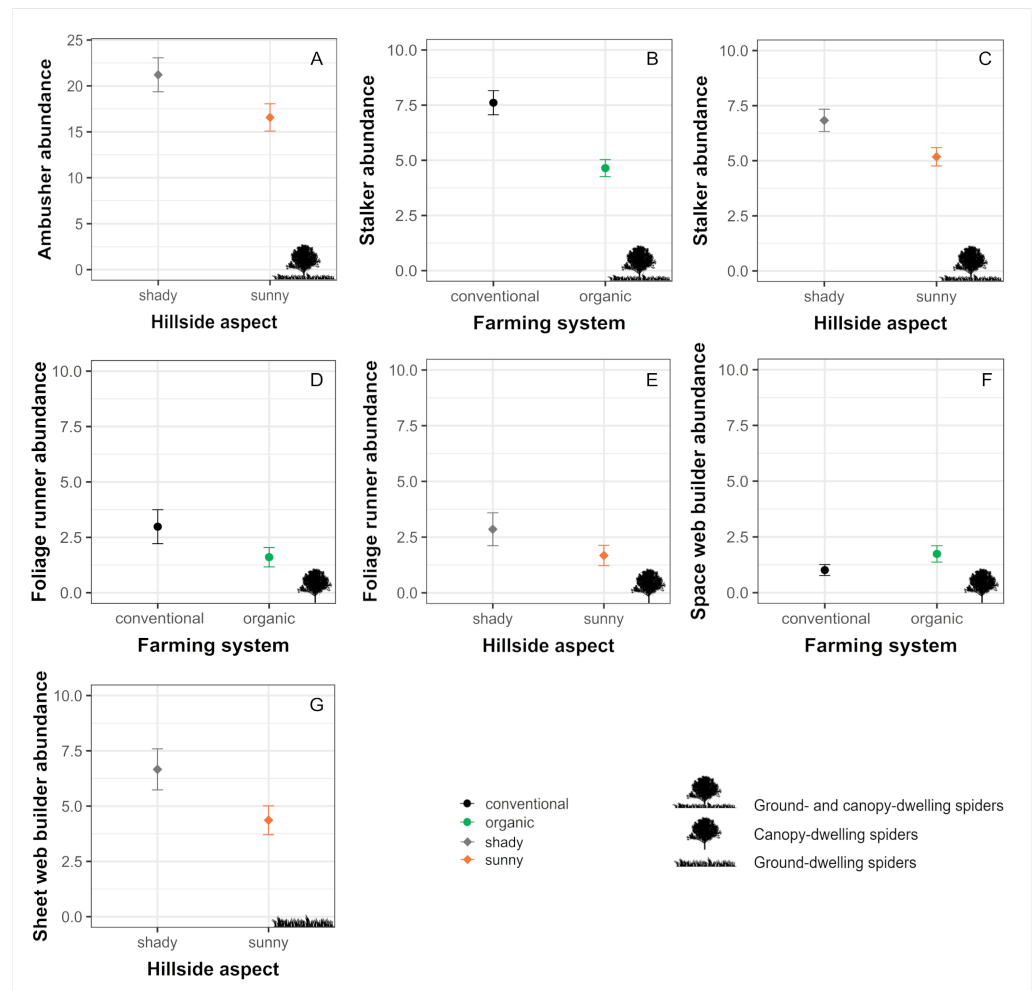 A
Ambusher abundance
25
20
15
10
5
0
shady sunny
Hillside aspect
B
Stalker abundance
10.0
7.5
5.0
2.5
0.0
conventional organic
Farming system
C
Stalker abundance
10.0
7.5
5.0
2.5
0.0
shady sunny
Hillside aspect
D
Foliage runner abundance
10.0
7.5
5.0
2.5
0.0
conventional organic
Farming system
E
Foliage runner abundance
10.0
7.5
5.0
2.5
0.0
shady sunny
Hillside aspect
F
Space web builder abundance
10.0
7.5
5.0
2.5
0.0
conventional organic
Farming system
G
Sheet web builder abundance
10.0
7.5
5.0
2.5
0.0
shady sunny
Hillside aspect
conventional
organic
shady
sunny
Ground- and canopy-dwelling spiders
Canopy-dwelling spiders
Ground-dwelling spiders